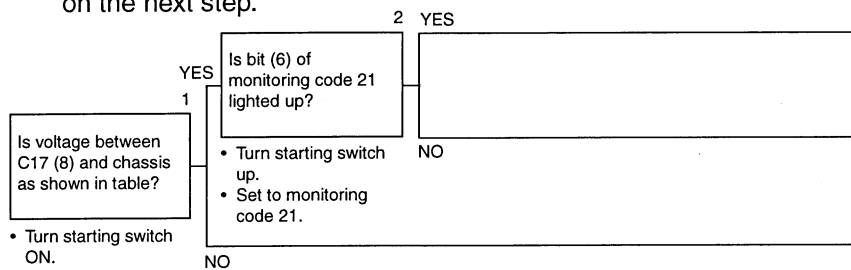 on the next step.
2 YES
Is bit (6) of
monitoring code 21
lighted up?
YES
1
Is voltage between
C17 (8) and chassis
as shown in table?
NO
• Turn starting switch
up.
• Set to monitoring
code 21.
• Turn starting switch
ON.
NO